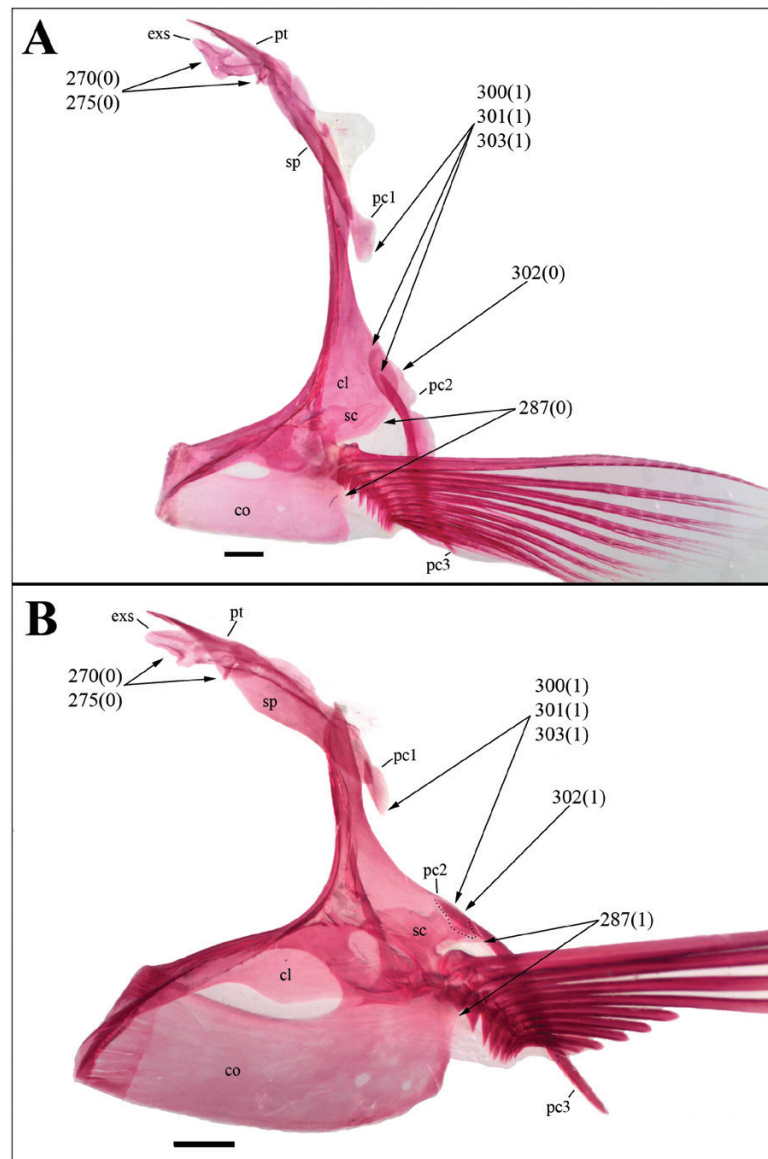 A
exs
pt
270(0)
275(0)
300(1)
301(1)
303(1)
sp
pc1
302(0)
cl
pc2
sc
287(0)
co
pc3
B
exs
pt
270(0)
275(0)
sp
300(1)
301(1)
303(1)
pc1
302(1)
pc2
sc
287(1)
cl
co
pc3